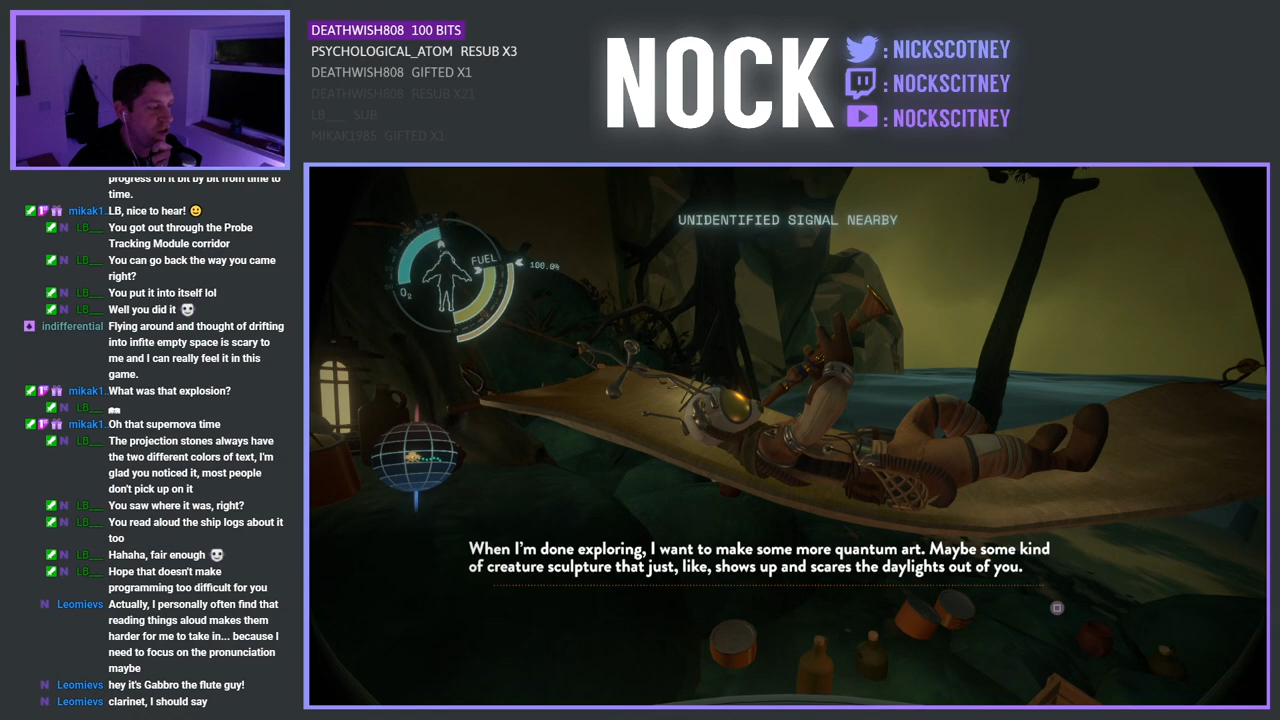 DEATHWISH808 100 BITS
PSYCHOLOGICAL_ATOM RESUB X3
DEATHWISH808 GIFTED X1
DEATHWISH808 RESUB X21
LB___ SUB
MIKAK1985 GIFTED X1
NOCK
: NICKSCOTNEY
: NOCKSCITNEY
: NOCKSCITNEY
progress on it bit by bit from time to
time.
mikak1.. LB, nice to hear!
LB__ You got out through the Probe
Tracking Module corridor
LB__ You can go back the way you came
right?
LB__ You put it into itself lol
LB__ Well you did it
indifferential Flying around and thought of drifting
into infite empty space is scary to
me and I can really feel it in this
game.
mikak1.. What was that explosion?
LB__
mikak1.. Oh that supernova time
LB__ The projection stones always have
the two different colors of text, I'm
glad you noticed it, most people
don't pick up on it
LB__ You saw where it was, right?
LB__ You read aloud the ship logs about it
too
LB__ Hahaha, fair enough
LB__ Hope that doesn't make
programming too difficult for you
Leomievs Actually, I personally often find that
reading things aloud makes them
harder for me to take in... because I
need to focus on the pronunciation
maybe
Leomievs hey it's Gabbro the flute guy!
Leomievs clarinet, I should say
UNIDENTIFIED SIGNAL NEARBY
FUEL
100.0%
O2
When I'm done exploring, I want to make some more quantum art. Maybe some kind
of creature sculpture that just, like, shows up and scares the daylights out of you.